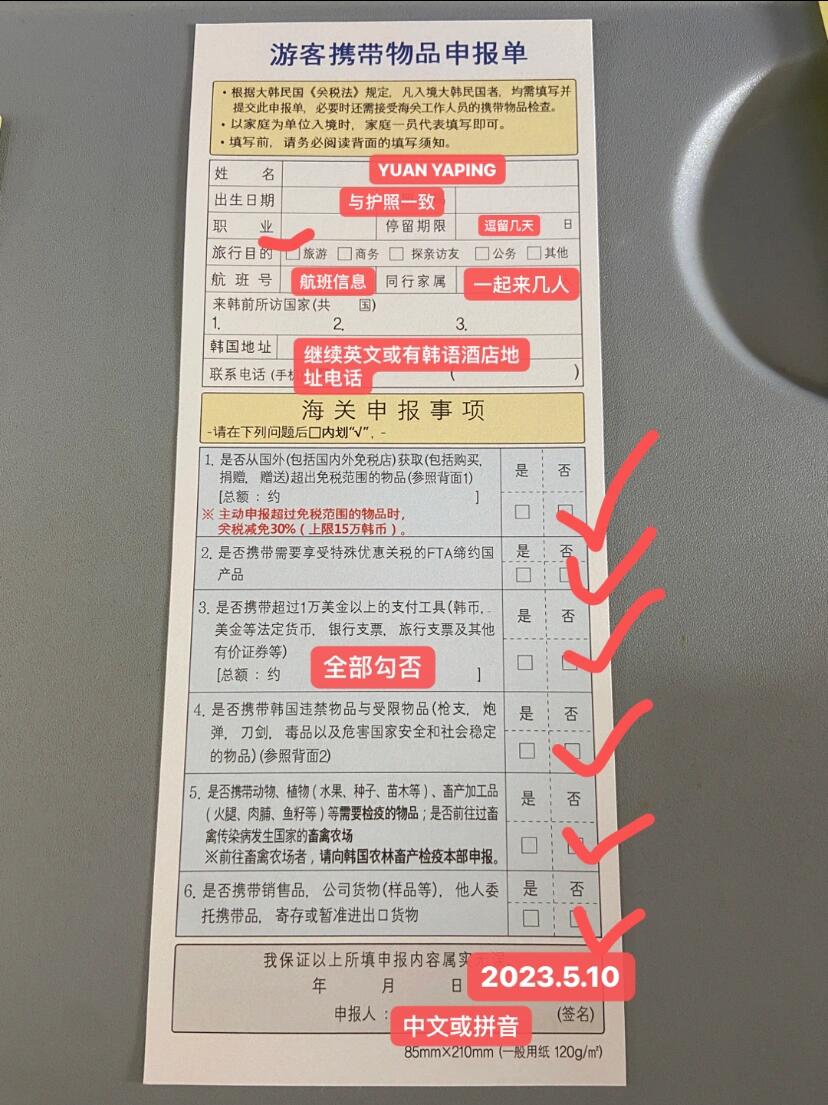 游客携带物品申报单
• 根据大韩民国《关税法》规定，凡入境大韩民国者，均需填写并
提交此申报单，必要时还需接受海关工作人员的携带物品检查。
• 以家庭为单位入境时，家庭一员代表填写即可。
• 填写前，请务必阅读背面的填写须知。
姓 名 YUAN YAPING
出生日期 与护照一致
职 业 停留期限 逗留几天 日
旅行目的 □旅游 □商务 □ 探亲访友 □公务 □其他
航 班 号 航班信息 同行家属 一起来几人
来韩前所访国家(共 国)
1. 2. 3.
韩国地址 继续英文或有韩语酒店地
址电话
联系电话 (手机 ( )
海关申报事项
-请在下列问题后□内划“√”. -
1. 是否从国外(包括国内外免税店)获取(包括购买, 是 否
捐赠, 赠送)超出免税范围的物品(参照背面1)
[总额 : 约 ] □ □
※ 主动申报超过免税范围的物品时,
关税减免30% ( 上限15万韩币 ) 。
2. 是否携带需要享受特殊优惠关税的FTA缔约国 是 否
产品 □ □
3. 是否携带超过1万美金以上的支付工具(韩币, 是 否
美金等法定货币, 银行支票, 旅行支票及其他
有价证券等) □ □
[总额 : 约 全部勾否 ]
4. 是否携带韩国违禁物品与受限物品(枪支, 炮 是 否
弹, 刀剑, 毒品以及危害国家安全和社会稳定
的物品) (参照背面2) □ □
5. 是否携带动物、植物 ( 水果、种子、苗木等 ) 、畜产加工品 是 否
( 火腿、肉脯、鱼籽等 ) 等需要检疫的物品 ; 是否前往过畜
禽传染病发生国家的畜禽农场 □ □
※前往畜禽农场者 , 请向韩国农林畜产检疫本部申报。
6. 是否携带销售品, 公司货物(样品等), 他人委 是 否
托携带品, 寄存或暂准进出口货物 □ □
我保证以上所填申报内容属实
年 月 日 2023.5.10
申报人 : 中文或拼音 (签名)
85mm×210mm (一般用纸 120g/㎡)